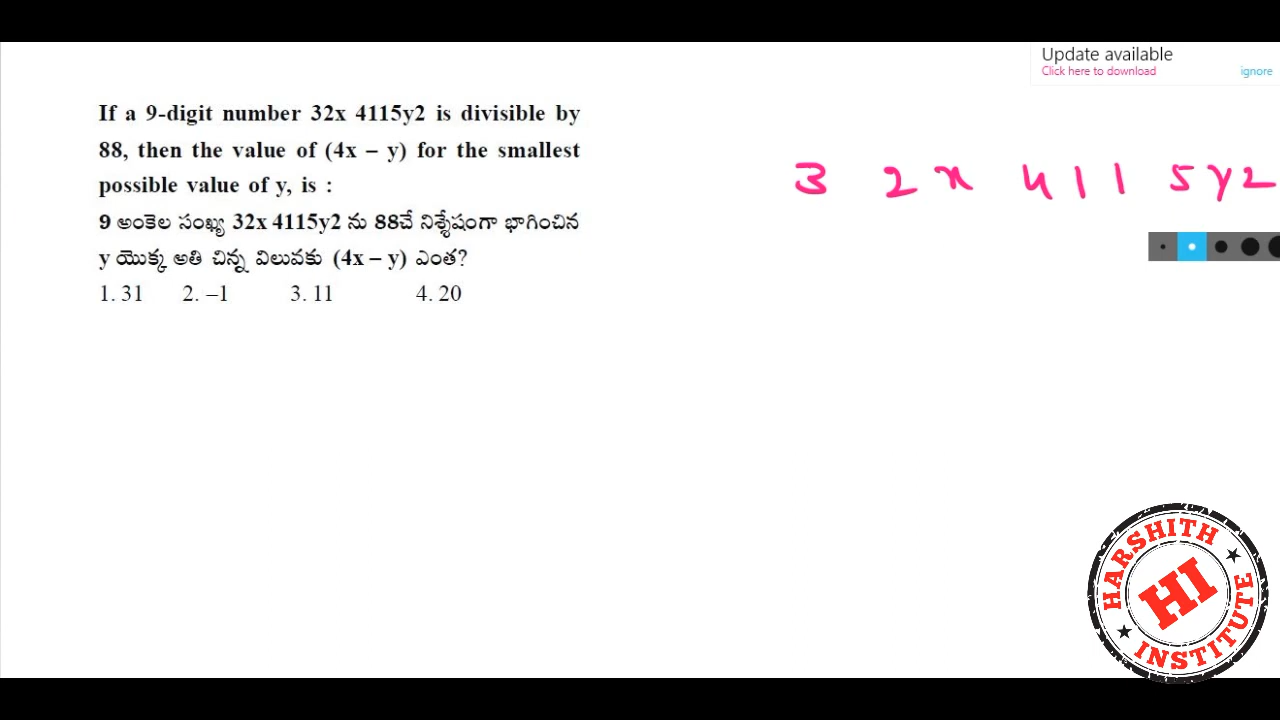 Update available
Click here to download ignore
If a 9-digit number 32x 4115y2 is divisible by
88, then the value of (4x – y) for the smallest
possible value of y, is :
9 అంకెల సంఖ్య 32x 4115y2 ను 88చే నిశ్శేషంగా భాగించిన
y యొక్క అతి చిన్న విలువకు (4x – y) ఎంత?
1. 31 2. –1 3. 11 4. 20
3 2 x 4 1 1 5 y 2
HARSHITH
HI
INSTITUTE